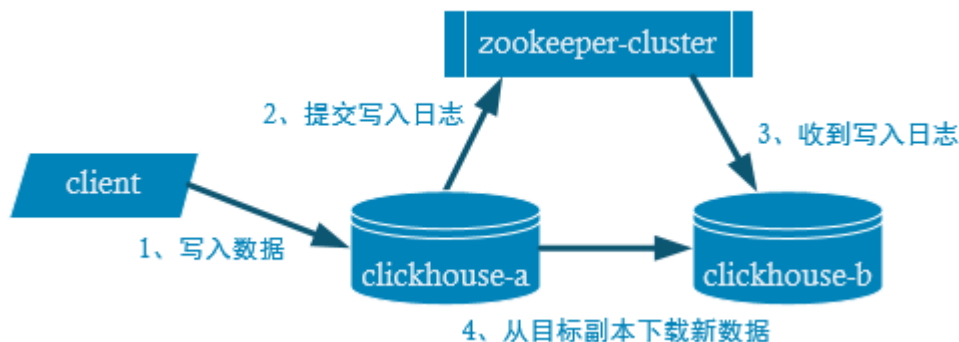 zookeeper-cluster
2、提交写入日志
3、收到写入日志
client
1、写入数据
clickhouse-a
clickhouse-b
4、从目标副本下载新数据